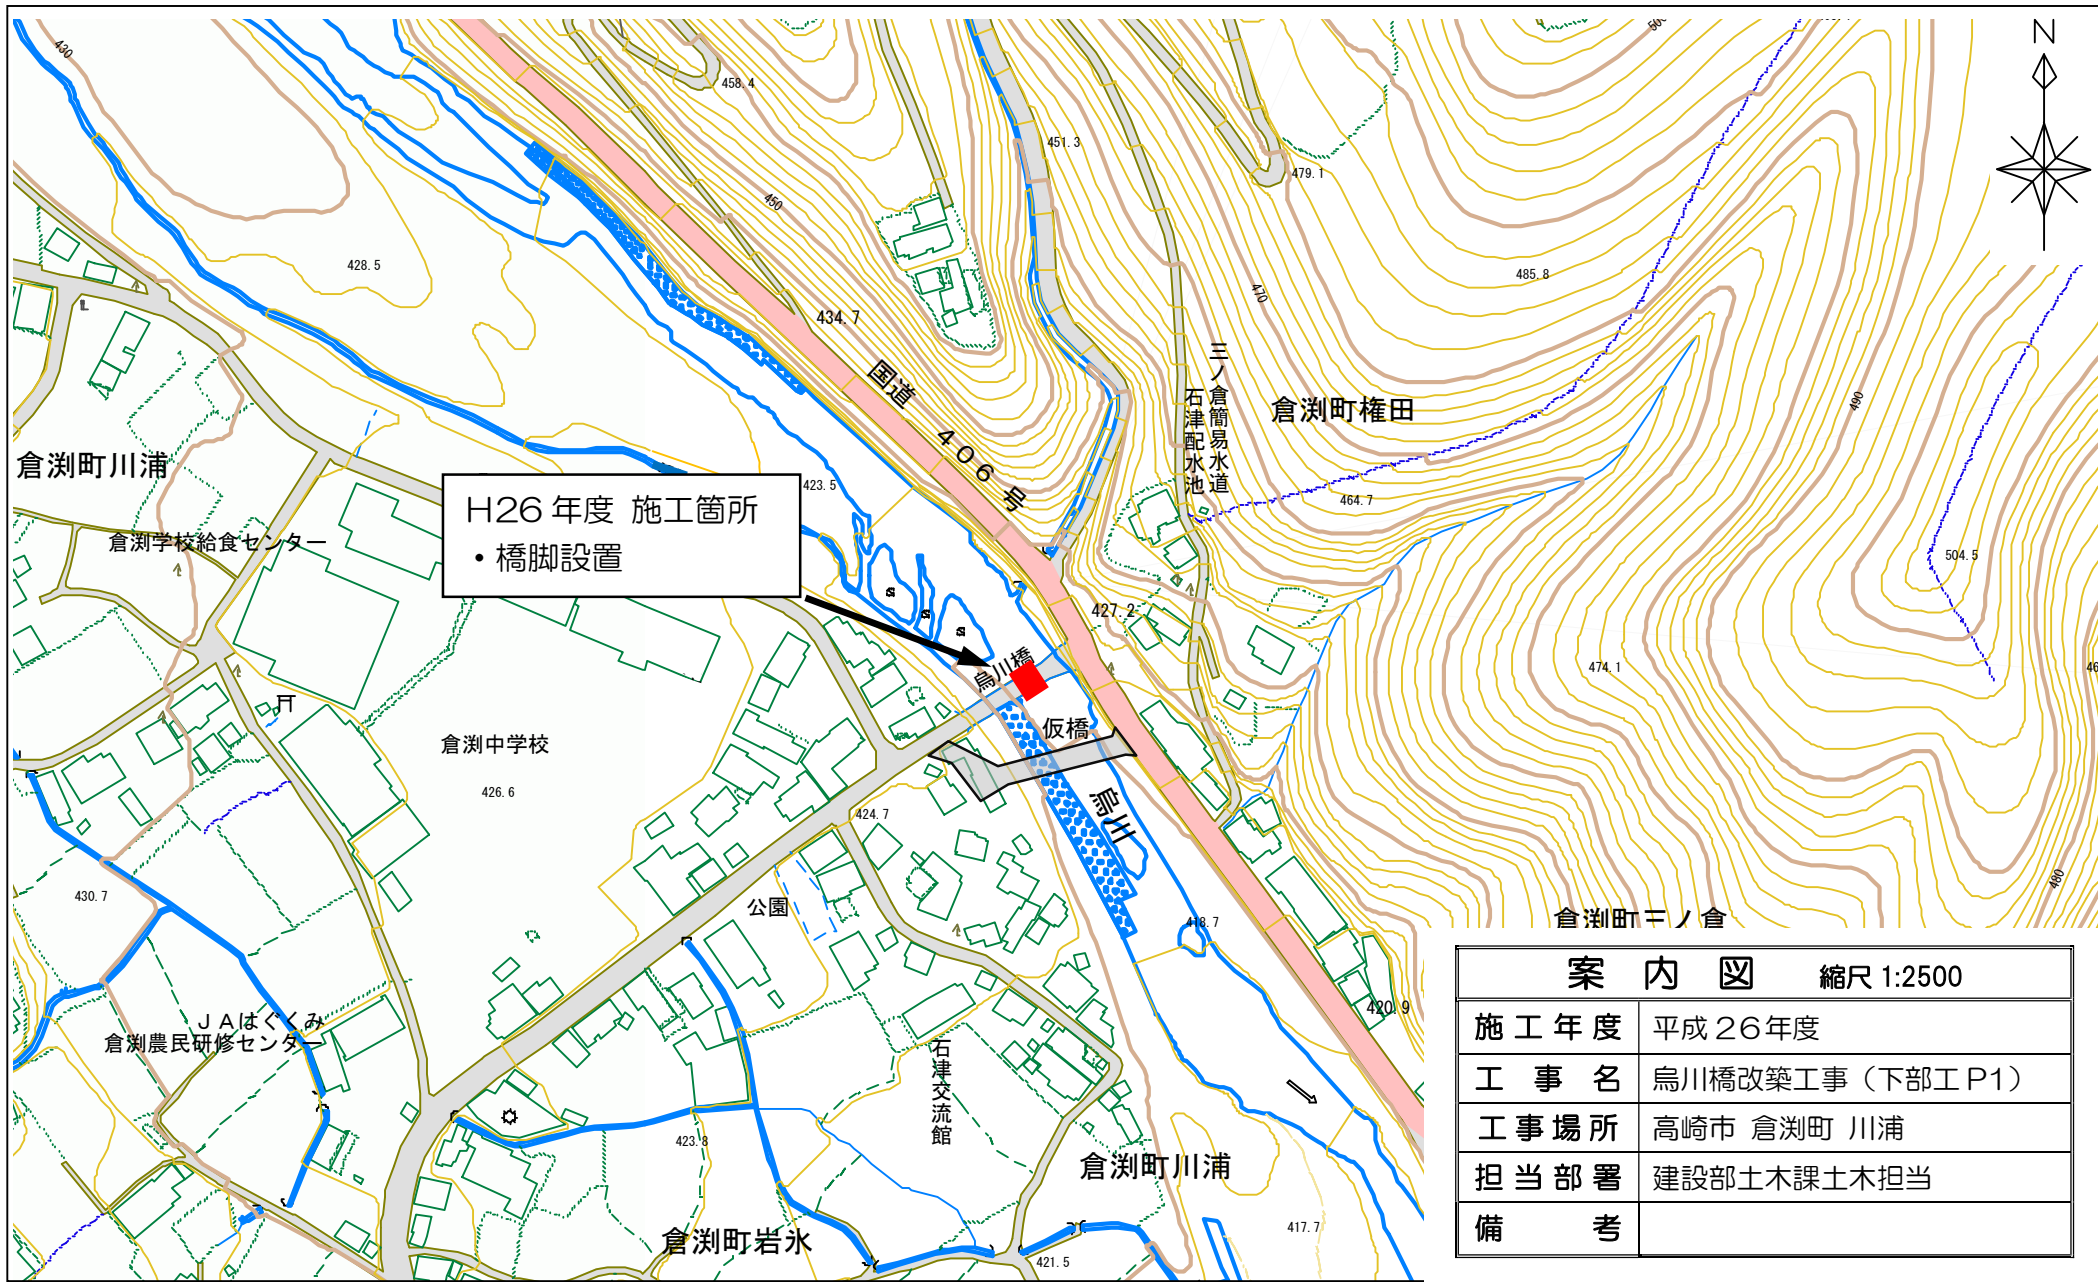 430
458.4
500
N
451.3
479.1
450
428.5
485.8
470
434.7
国道 406 号
三ノ倉簡易水道
石津配水池
倉渕町権田
490
倉渕町川浦
423.5
464.7
H26年度 施工箇所
・橋脚設置
倉渕学校給食センター
504.5
427.2
474.1
46
烏川橋
仮橋
倉渕中学校
426.6
424.7
烏川
430.7
公園
418.7
480
倉渕町三ノ倉
420.9
JAはぐくみ
倉渕農民研修センター
石津交流館
423.8
倉渕町川浦
倉渕町岩氷
421.5
417.7
案内図 縮尺 1:2500
施工年度 平成26年度
工事名 烏川橋改築工事（下部工P1）
工事場所 高崎市 倉渕町 川浦
担当部署 建設部土木課土木担当
備考